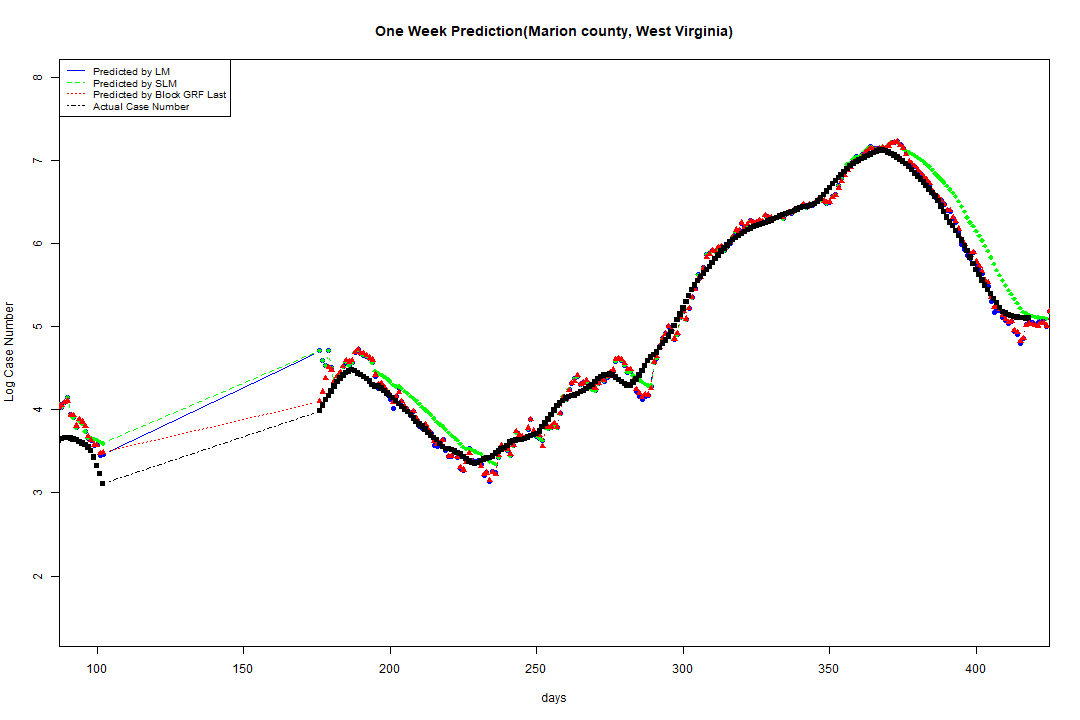 One Week Prediction(Marion county, West Virginia)
Predicted by LM
Predicted by SLM
Predicted by Block GRF Last
Actual Case Number
8
7
6
5
4
3
2
Log Case Number
100 150 200 250 300 350 400
days